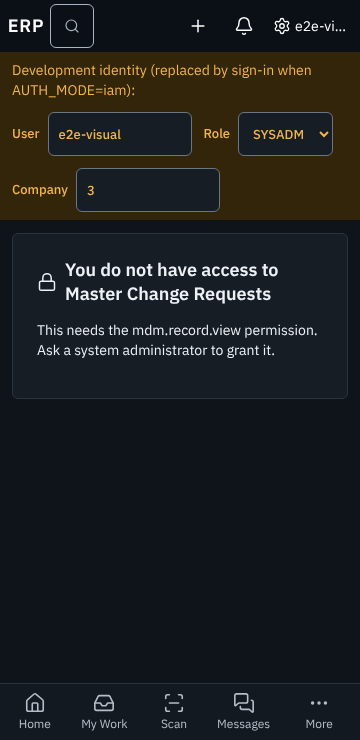 ERP
e2e-vi...
Development identity (replaced by sign-in when
AUTH_MODE=iam):
User e2e-visual Role SYSADM
Company 3
You do not have access to
Master Change Requests
This needs the mdm.record.view permission.
Ask a system administrator to grant it.
Home My Work Scan Messages More